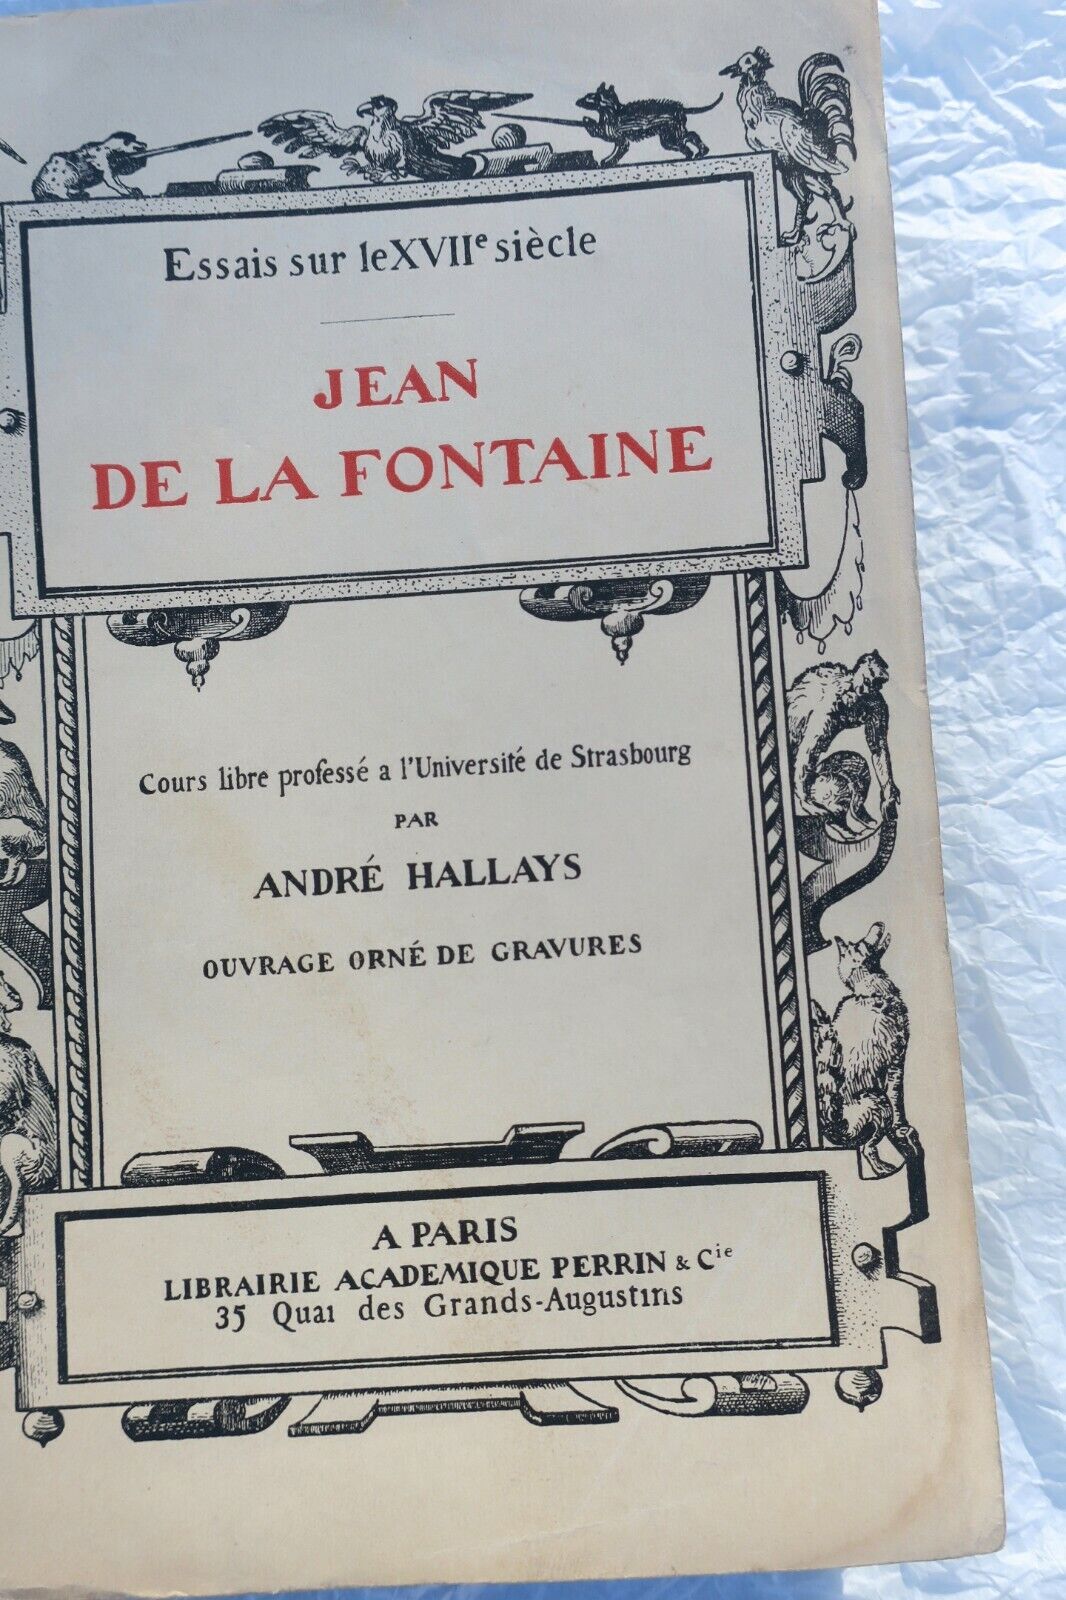 Essais sur le XVIIe siècle
JEAN
DE LA FONTAINE
Cours libre professé a l'Université de Strasbourg
PAR
ANDRÉ HALLAYS
OUVRAGE ORNÉ DE GRAVURES
A PARIS
LIBRAIRIE ACADEMIQUE PERRIN & Cie
35 Quai des Grands-Augustins